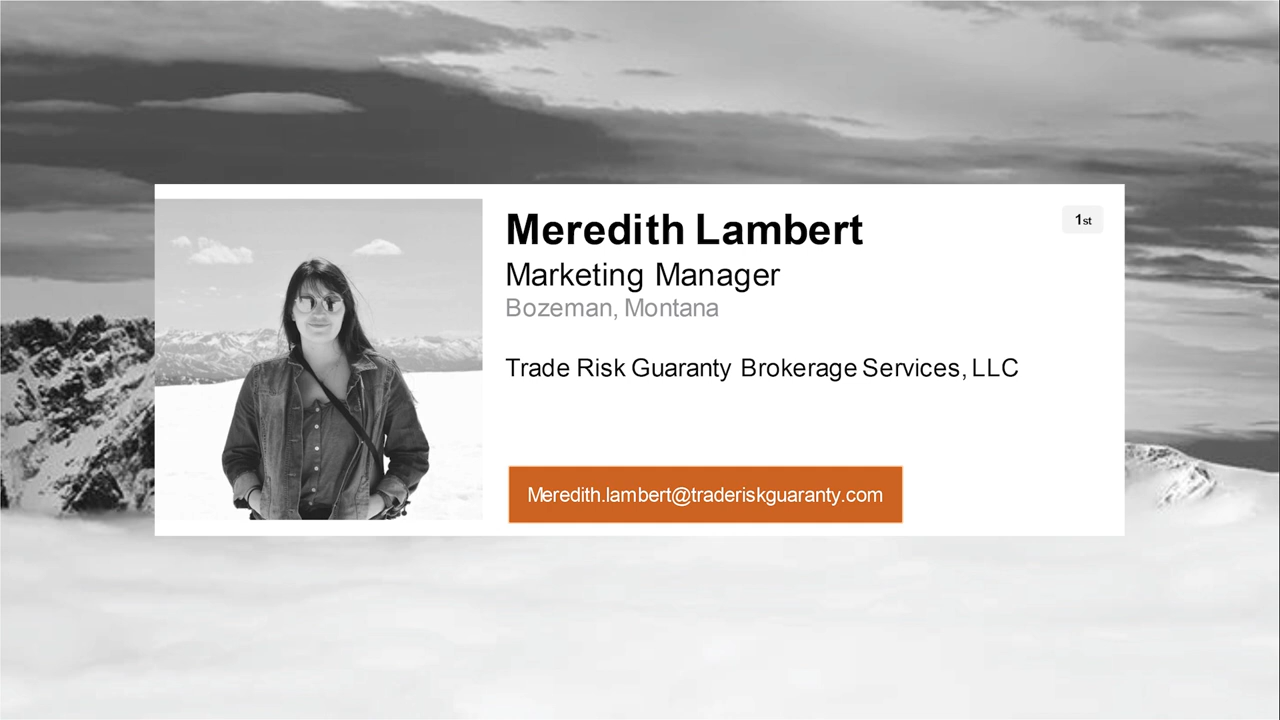 Meredith Lambert
1st
Marketing Manager
Bozeman, Montana
Trade Risk Guaranty Brokerage Services, LLC
Meredith.lambert@traderiskguaranty.com